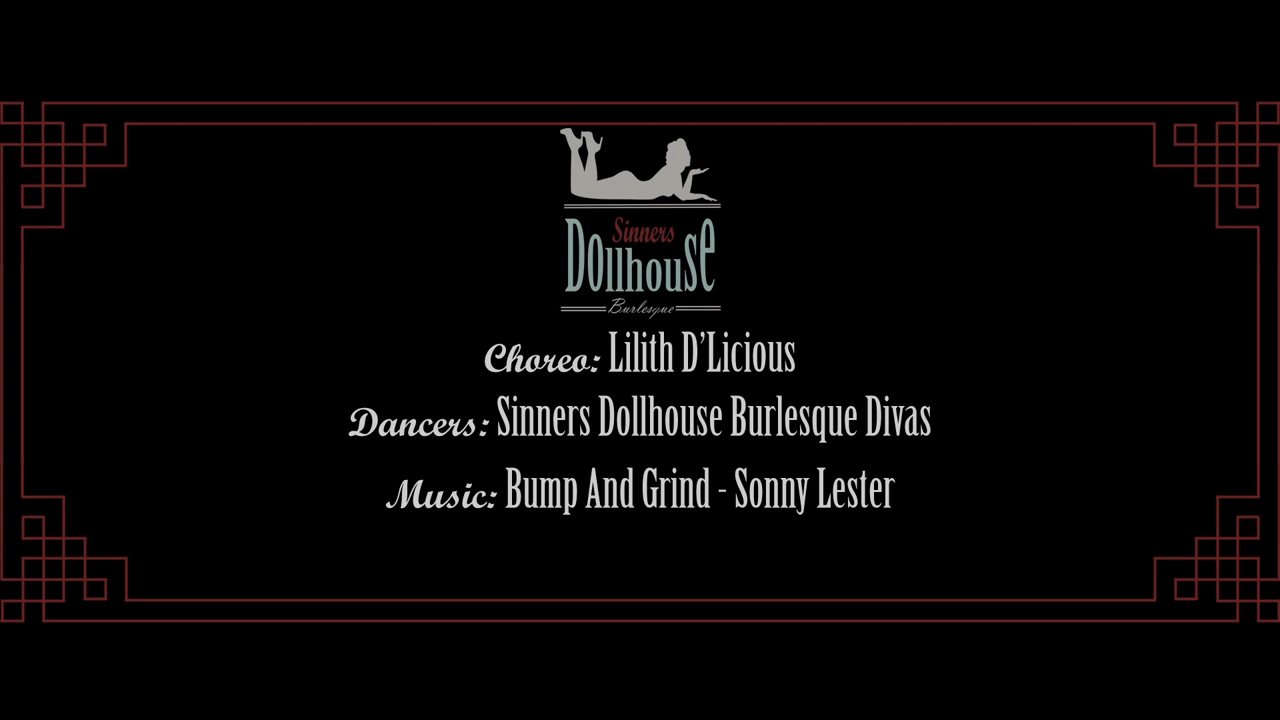 Sinners
Dollhouse
Burlesque
Choreo: Lilith D’Licious
Dancers: Sinners Dollhouse Burlesque Divas
Music: Bump And Grind - Sonny Lester